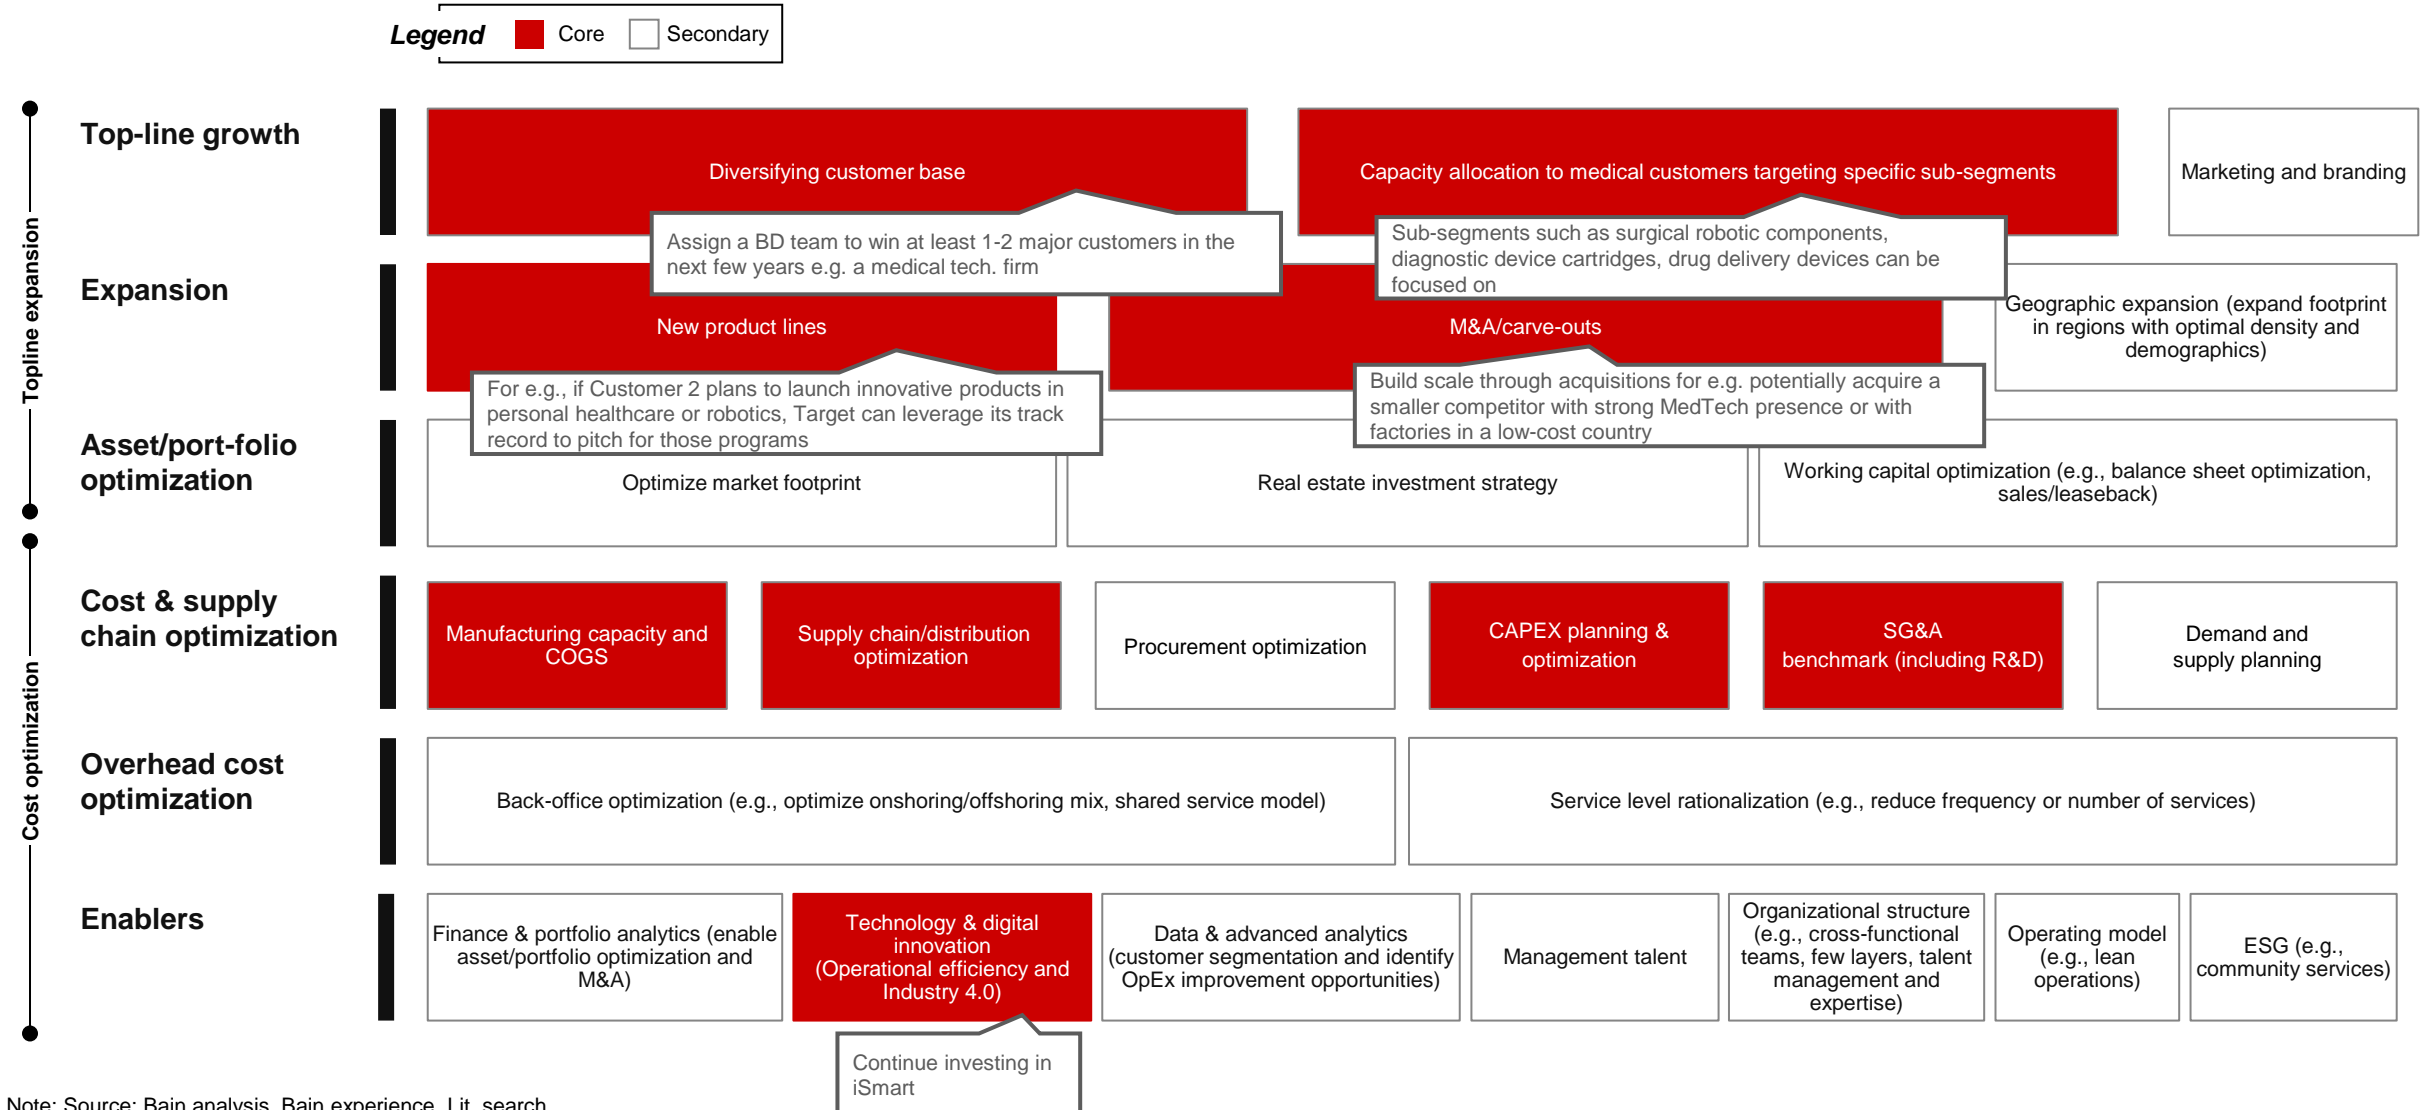 Legend
Core
Secondary
Topline expansion
Top-line growth
Diversifying customer base
Capacity allocation to medical customers targeting specific sub-segments
Marketing and branding
Assign a BD team to win at least 1-2 major customers in the
next few years e.g. a medical tech. firm
Sub-segments such as surgical robotic components,
diagnostic device cartridges, drug delivery devices can be
focused on
Expansion
New product lines
M&A/carve-outs
Geographic expansion (expand footprint
in regions with optimal density and
demographics)
For e.g., if Customer 2 plans to launch innovative products in
personal healthcare or robotics, Target can leverage its track
record to pitch for those programs
Build scale through acquisitions for e.g. potentially acquire a
smaller competitor with strong MedTech presence or with
factories in a low-cost country
Asset/port-folio
optimization
Optimize market footprint
Real estate investment strategy
Working capital optimization (e.g., balance sheet optimization,
sales/leaseback)
Cost optimization
Cost & supply
chain optimization
Manufacturing capacity and
COGS
Supply chain/distribution
optimization
Procurement optimization
CAPEX planning &
optimization
SG&A
benchmark (including R&D)
Demand and
supply planning
Overhead cost
optimization
Back-office optimization (e.g., optimize onshoring/offshoring mix, shared service model)
Service level rationalization (e.g., reduce frequency or number of services)
Enablers
Finance & portfolio analytics (enable
asset/portfolio optimization and
M&A)
Technology & digital
innovation
(Operational efficiency and
Industry 4.0)
Data & advanced analytics
(customer segmentation and identify
OpEx improvement opportunities)
Management talent
Organizational structure
(e.g., cross-functional
teams, few layers, talent
management and
expertise)
Operating model
(e.g., lean
operations)
ESG (e.g.,
community services)
Continue investing in
iSmart
Note: Source: Bain analysis, Bain experience, Lit. search